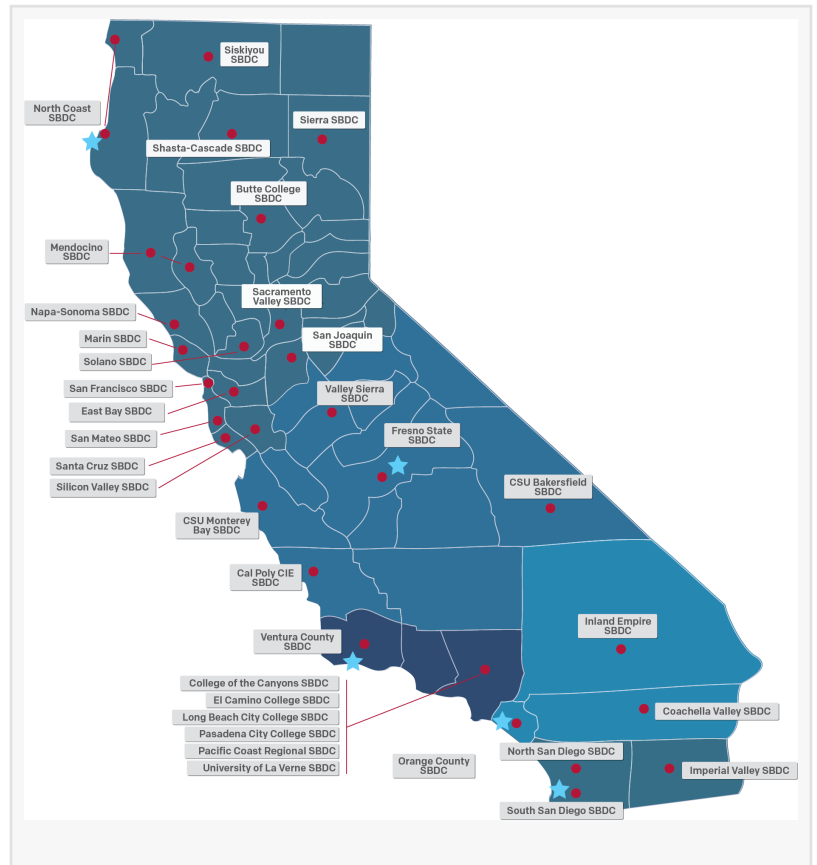 Siskiyou
SBDC
North Coast
SBDC
Sierra SBDC
Shasta-Cascade SBDC
Butte College
SBDC
Mendocino
SBDC
Sacramento
Valley SBDC
Napa-Sonoma SBDC
Marin SBDC
San Joaquin
SBDC
Solano SBDC
San Francisco SBDC
Valley Sierra
SBDC
East Bay SBDC
San Mateo SBDC
Fresno State
SBDC
Santa Cruz SBDC
Silicon Valley SBDC
CSU Bakersfield
SBDC
CSU Monterey
Bay SBDC
Cal Poly CIE
SBDC
Inland Empire
SBDC
Ventura County
SBDC
College of the Canyons SBDC
El Camino College SBDC
Long Beach City College SBDC
Pasadena City College SBDC
Pacific Coast Regional SBDC
University of La Verne SBDC
Coachella Valley SBDC
Orange County
SBDC
North San Diego SBDC
Imperial Valley SBDC
South San Diego SBDC